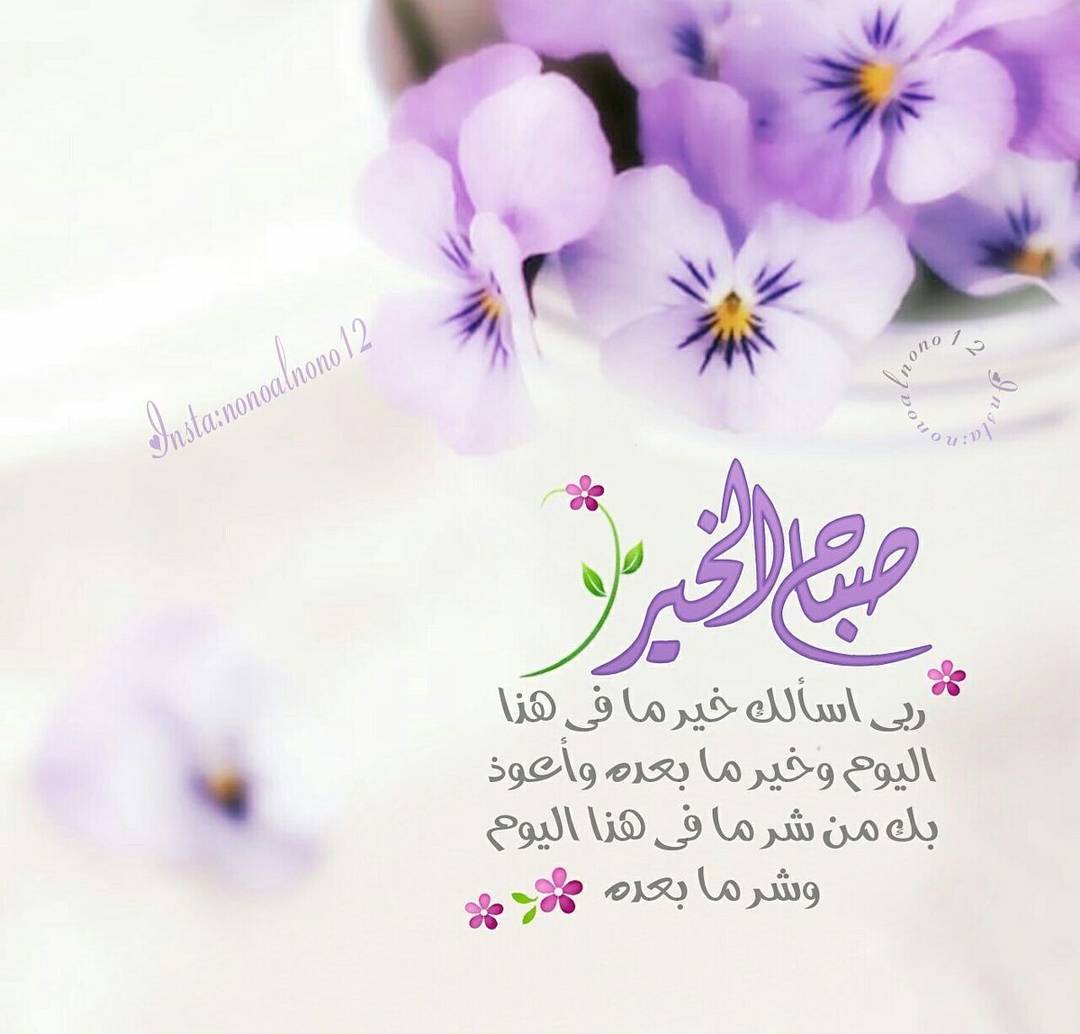 Insta:nonoalnono12
Insta:nonoalnono12
صباح الخير
ربى اسألك خير ما فى هذا
اليوم وخير ما بعده وأعوذ
بك من شر ما فى هذا اليوم
وشر ما بعده